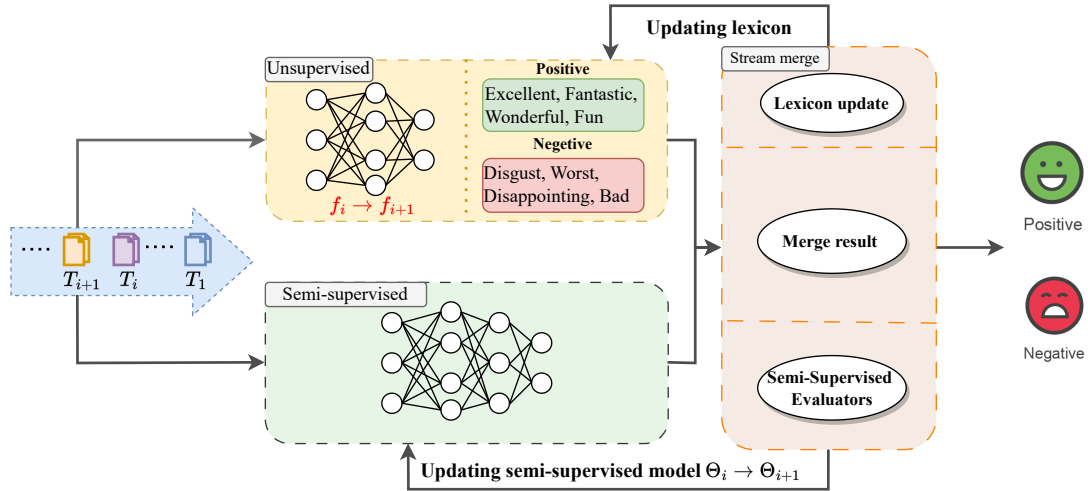 Updating lexicon
Unsupervised
Positive
Excellent, Fantastic,
Wonderful, Fun
Negetive
Disgust, Worst,
Disappointing, Bad
f_i → f_{i+1}
Stream merge
Lexicon update
Merge result
Semi-Supervised
Evaluators
Positive
Negative
.... ....
T_{i+1} T_i T_1
Semi-supervised
Updating semi-supervised model Θ_i → Θ_{i+1}